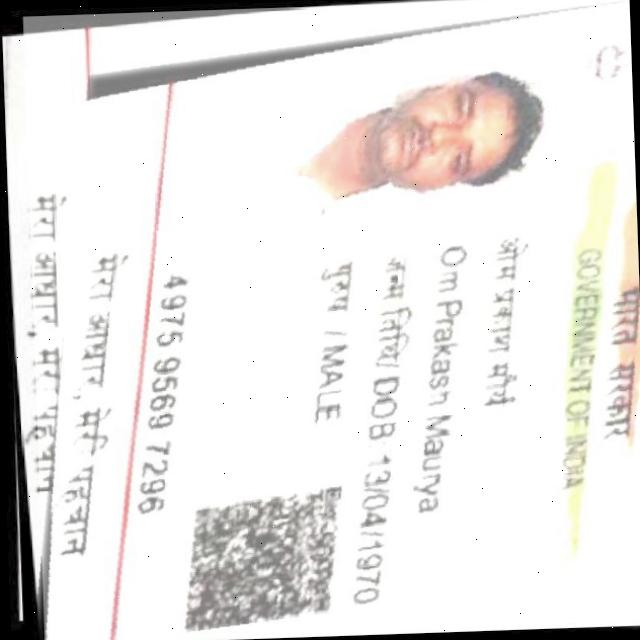 भारत सरकार
GOVERNMENT OF INDIA
ओम प्रकाश मौर्य
Om Prakash Maurya
जन्म तिथि/ DOB 13/04/1970
पुरुष / MALE
4975 9569 7296
मेरा आधार, मेरी पहचान
मेरा आधार, मेरी पहचान